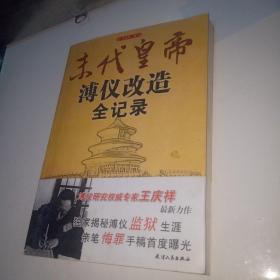 末代皇帝
溥仪改造
全记录
溥仪研究权威专家王庆祥
最新力作
独家揭秘溥仪监狱生涯
亲笔悔罪手稿首度曝光
天津人民出版社